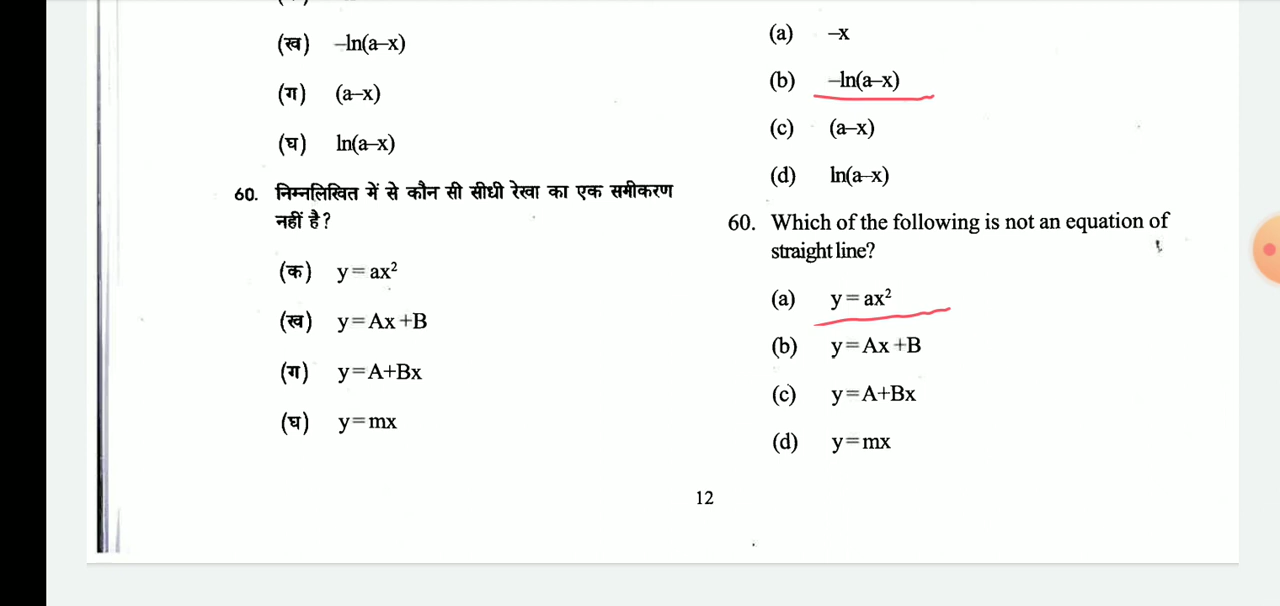 (ख) –ln(a–x)
(ग) (a–x)
(घ) ln(a–x)
60. निम्नलिखित में से कौन सी सीधी रेखा का एक समीकरण
नहीं है?
(क) y = ax²
(ख) y = Ax + B
(ग) y = A+Bx
(घ) y = mx
(a) –x
(b) –ln(a–x)
(c) (a–x)
(d) ln(a–x)
60. Which of the following is not an equation of
straight line?
(a) y = ax²
(b) y = Ax + B
(c) y = A+Bx
(d) y = mx
12